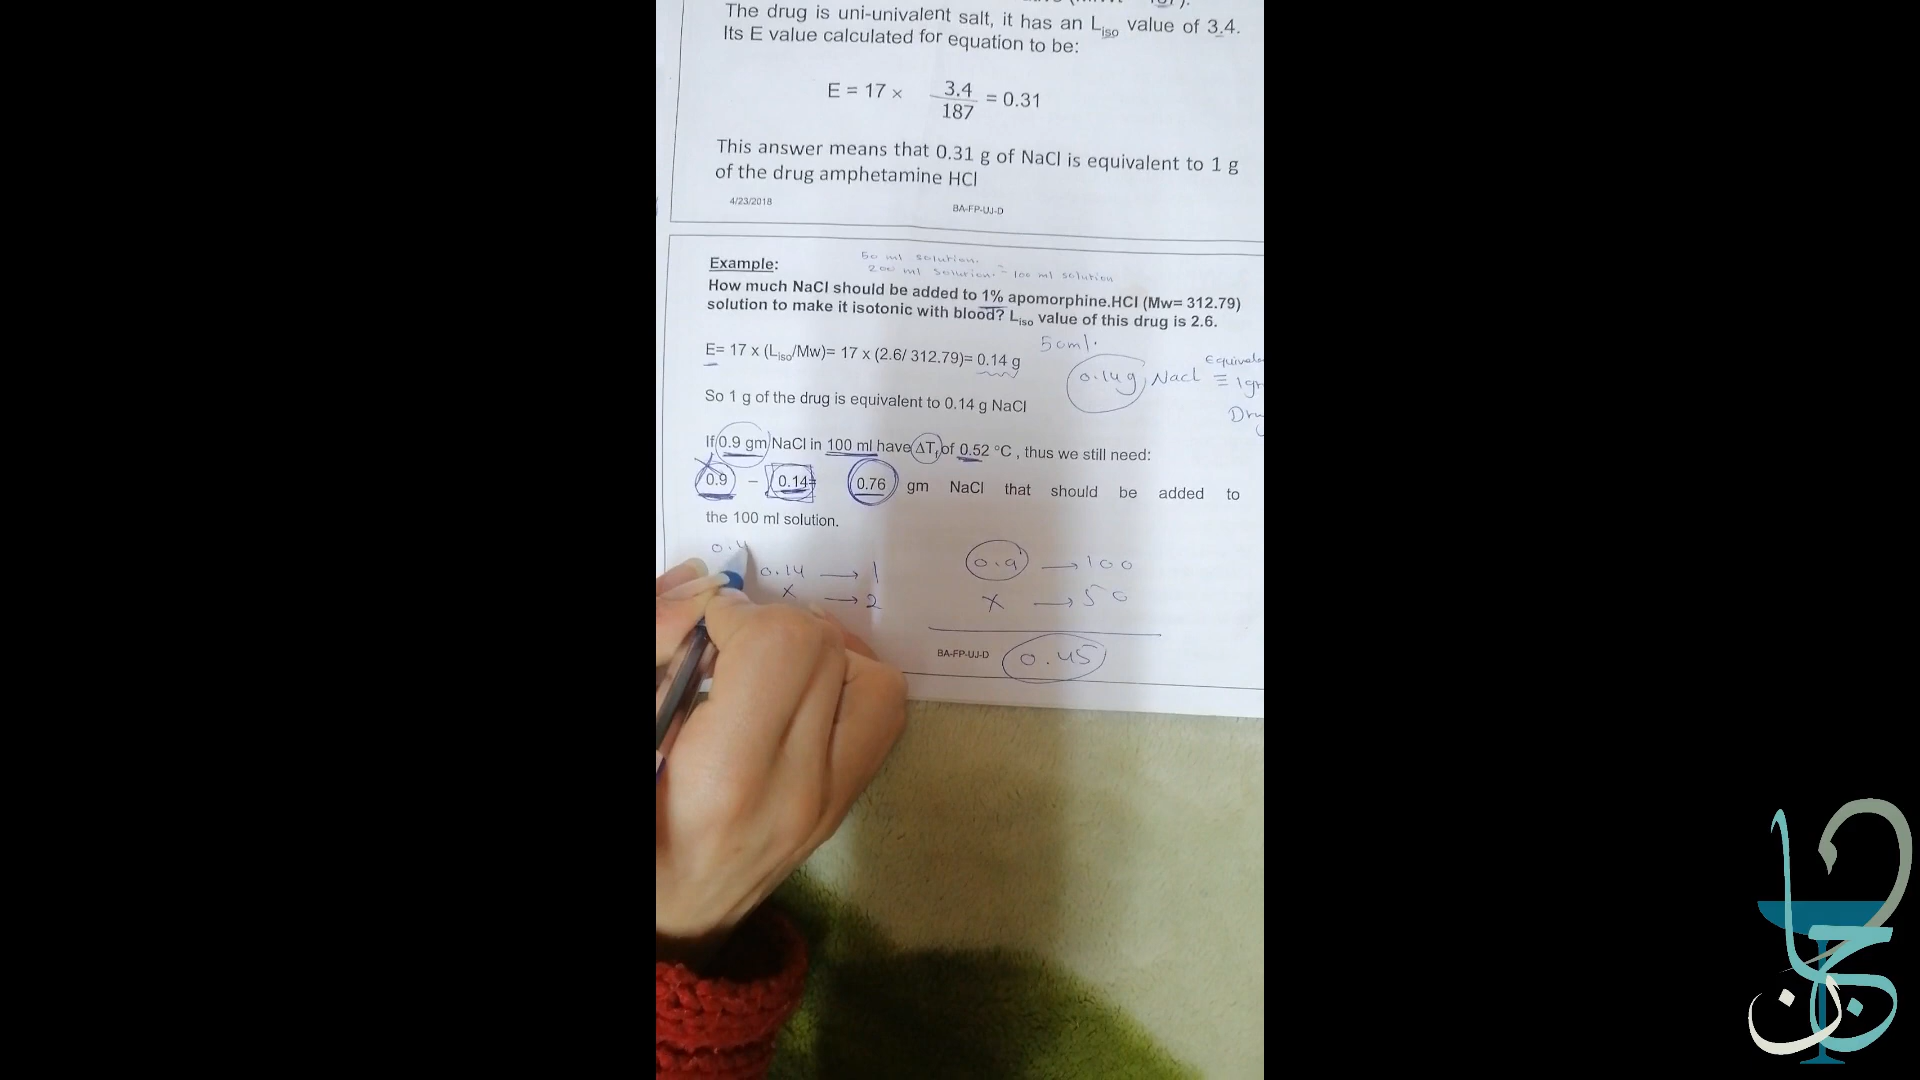 The drug is uni-univalent salt, it has an Liso value of 3.4.
Its E value calculated for equation to be:
E = 17 × 3.4 / 187 = 0.31
This answer means that 0.31 g of NaCl is equivalent to 1 g
of the drug amphetamine HCl
4/23/2018 BA-FP-UJ-D
50 ml solution.
200 ml solution. - 100 ml solution
Example:
How much NaCl should be added to 1% apomorphine.HCl (Mw= 312.79)
solution to make it isotonic with blood? Liso value of this drug is 2.6.
50ml.
E= 17 x (Liso/Mw)= 17 x (2.6/ 312.79)= 0.14 g
0.14g Nacl ≡ 1g
So 1 g of the drug is equivalent to 0.14 g NaCl
If 0.9 gm NaCl in 100 ml have ΔTf of 0.52 °C , thus we still need:
0.9 – 0.14= 0.76 gm NaCl that should be added to
the 100 ml solution.
0.4
0.14 → 1
x → 2
0.9 → 100
x → 50
BA-FP-UJ-D 0.45